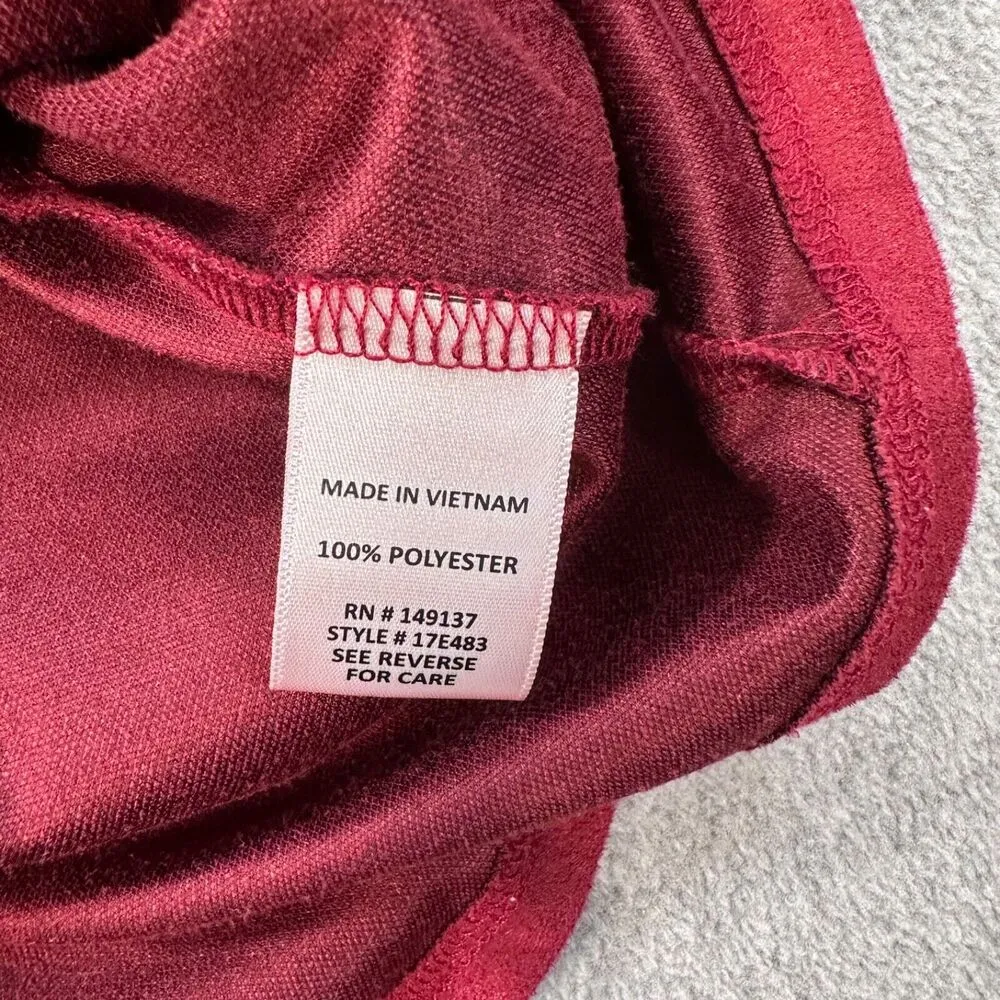 MADE IN VIETNAM
100% POLYESTER
RN # 149137
STYLE # 17E483
SEE REVERSE
FOR CARE